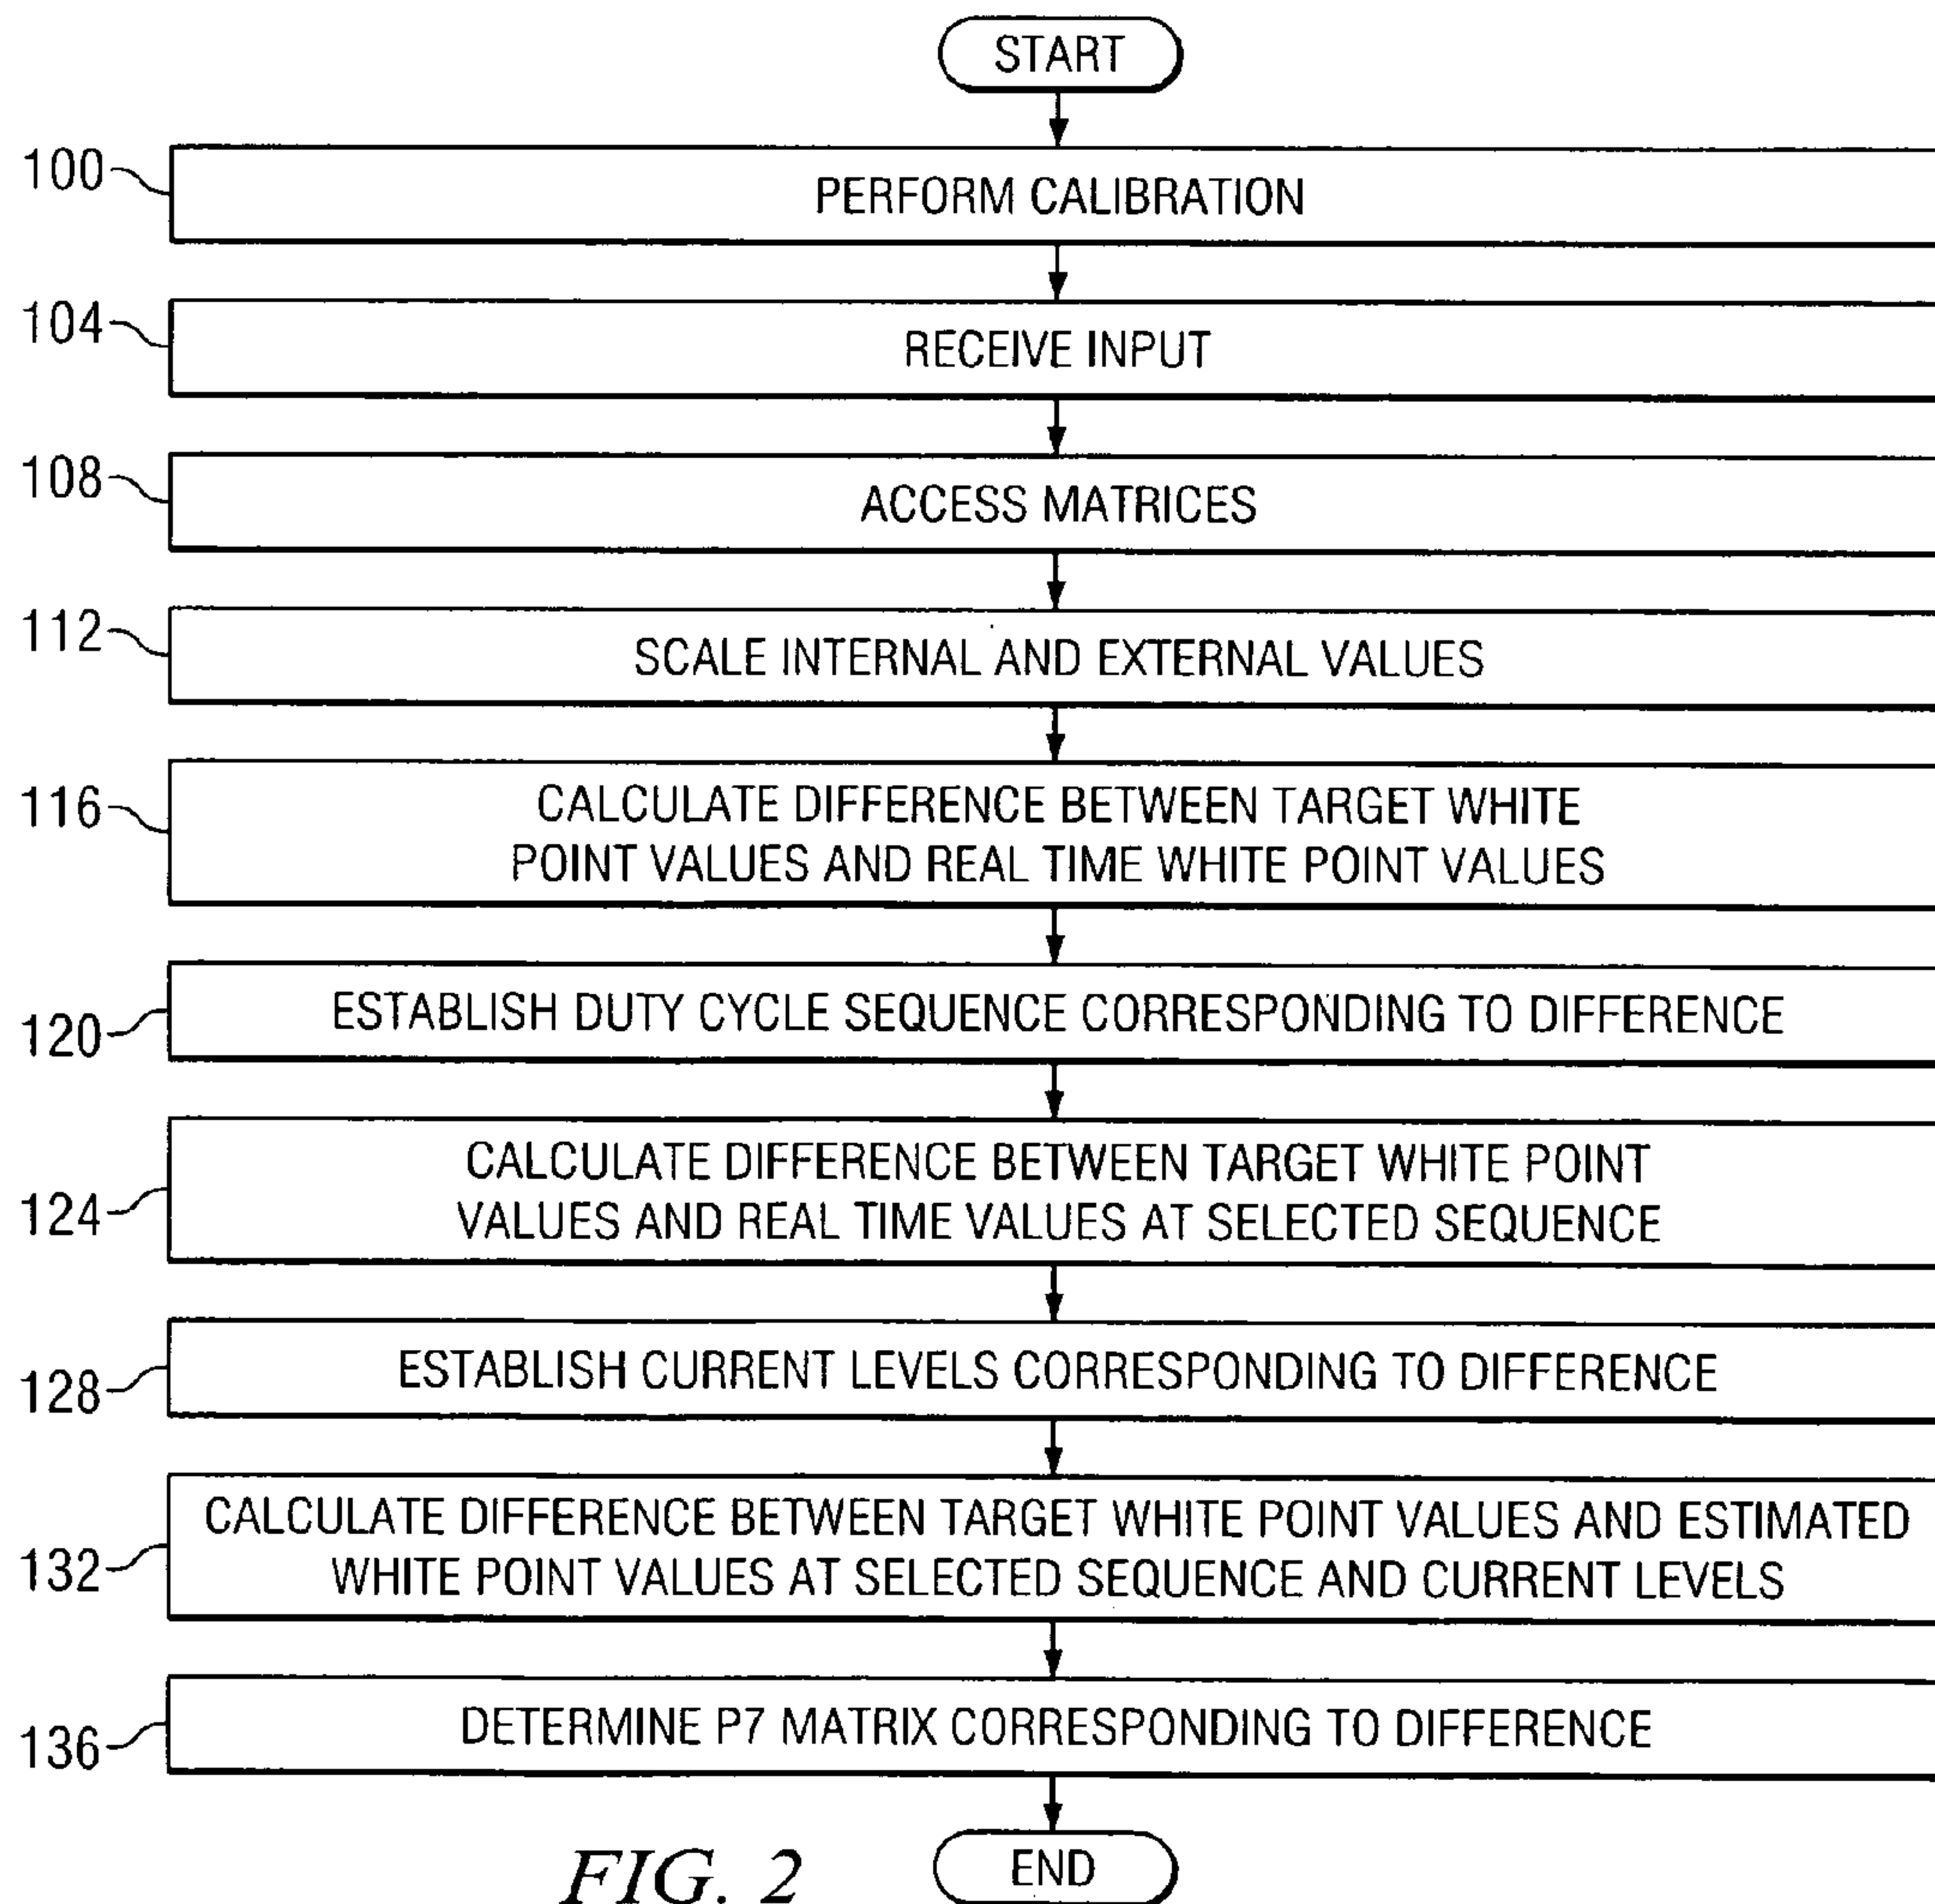 START
100
PERFORM CALIBRATION
104
RECEIVE INPUT
108
ACCESS MATRICES
112
SCALE INTERNAL AND EXTERNAL VALUES
116
CALCULATE DIFFERENCE BETWEEN TARGET WHITE
POINT VALUES AND REAL TIME WHITE POINT VALUES
120
ESTABLISH DUTY CYCLE SEQUENCE CORRESPONDING TO DIFFERENCE
124
CALCULATE DIFFERENCE BETWEEN TARGET WHITE POINT
VALUES AND REAL TIME VALUES AT SELECTED SEQUENCE
128
ESTABLISH CURRENT LEVELS CORRESPONDING TO DIFFERENCE
132
CALCULATE DIFFERENCE BETWEEN TARGET WHITE POINT VALUES AND ESTIMATED
WHITE POINT VALUES AT SELECTED SEQUENCE AND CURRENT LEVELS
136
DETERMINE P7 MATRIX CORRESPONDING TO DIFFERENCE
FIG. 2
END